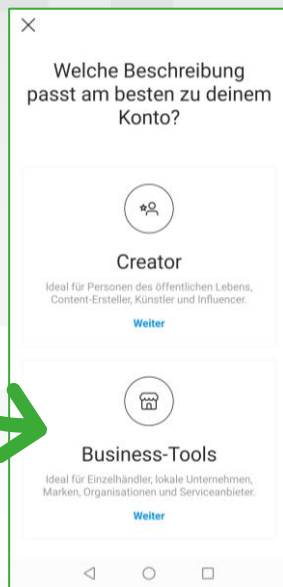 Welche Beschreibung
passt am besten zu deinem
Konto?
Creator
Ideal für Personen des öffentlichen Lebens,
Content-Ersteller, Künstler und Influencer.
Weiter
Business-Tools
Ideal für Einzelhändler, lokale Unternehmen,
Marken, Organisationen und Serviceanbieter.
Weiter